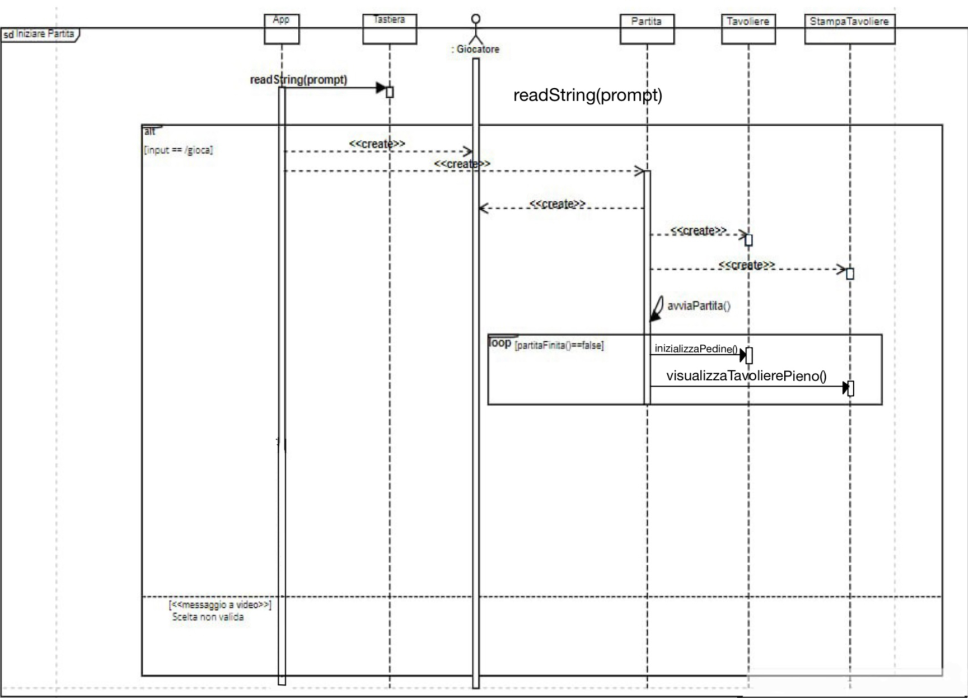 sd Iniziare Partita
App
Tastiera
: Giocatore
Partita
Tavoliere
StampaTavoliere
readString(prompt)
readString(prompt)
alt
[input == /gioca]
<<create>>
<<create>>
<<create>>
<<create>>
<<create>>
avviaPartita()
loop [partitaFinita()==false]
inizializzaPedine()
visualizzaTavolierePieno()
[<<messaggio a video>>]
Scelta non valida